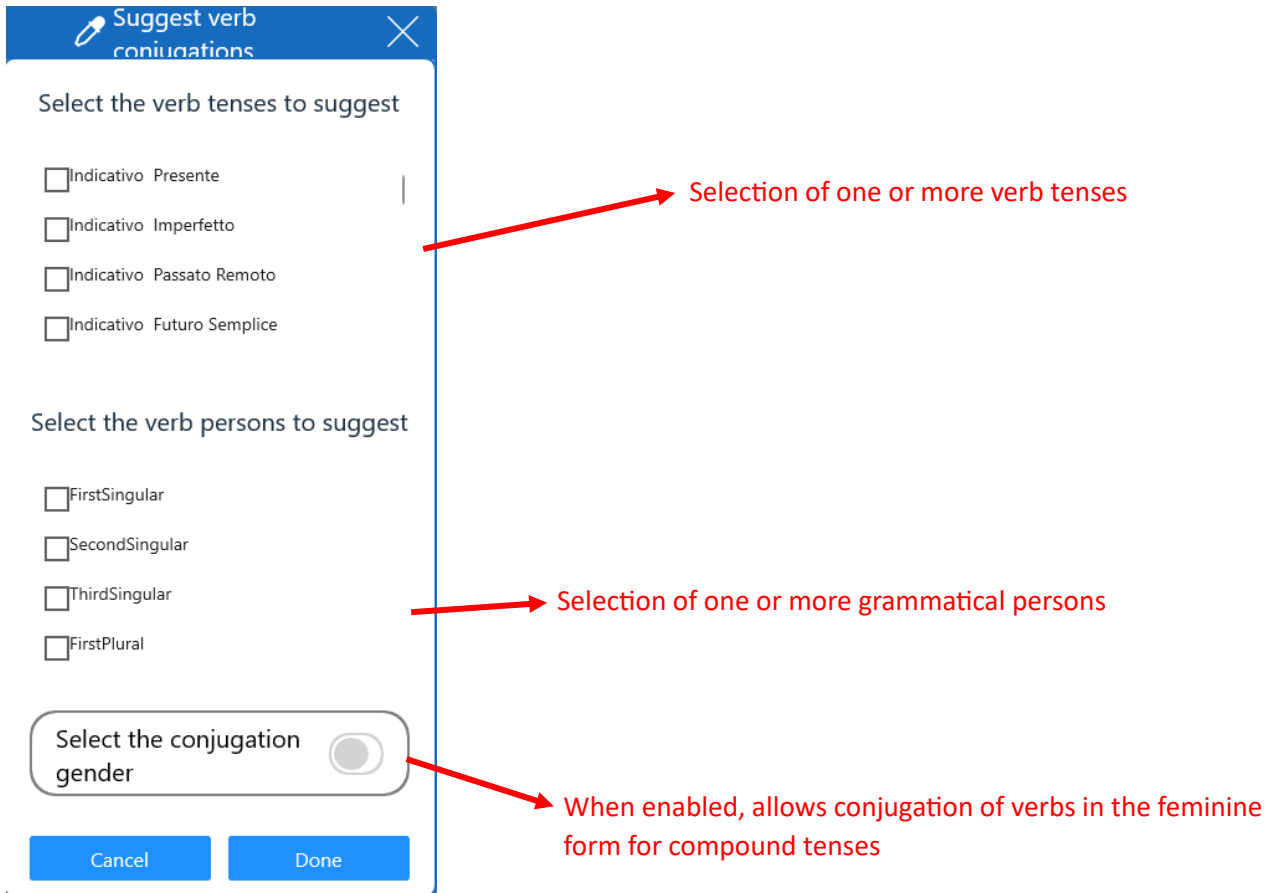 Suggest verb
conjugations
Select the verb tenses to suggest
Indicativo Presente
Indicativo Imperfetto
Indicativo Passato Remoto
Indicativo Futuro Semplice
Selection of one or more verb tenses
Select the verb persons to suggest
FirstSingular
SecondSingular
ThirdSingular
FirstPlural
Selection of one or more grammatical persons
Select the conjugation
gender
When enabled, allows conjugation of verbs in the feminine
form for compound tenses
Cancel
Done